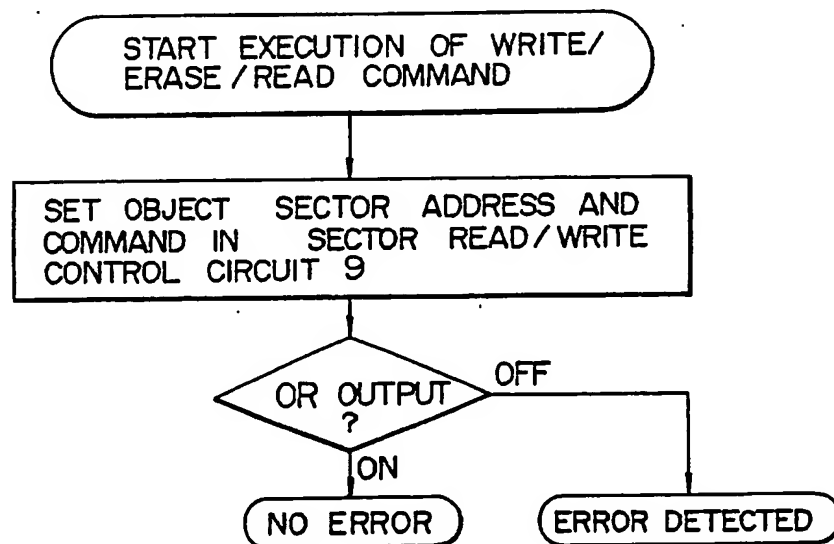 START EXECUTION OF WRITE/
ERASE/READ COMMAND
SET OBJECT SECTOR ADDRESS AND
COMMAND IN SECTOR READ/WRITE
CONTROL CIRCUIT 9
OR OUTPUT
?
OFF
ON
NO ERROR
ERROR DETECTED